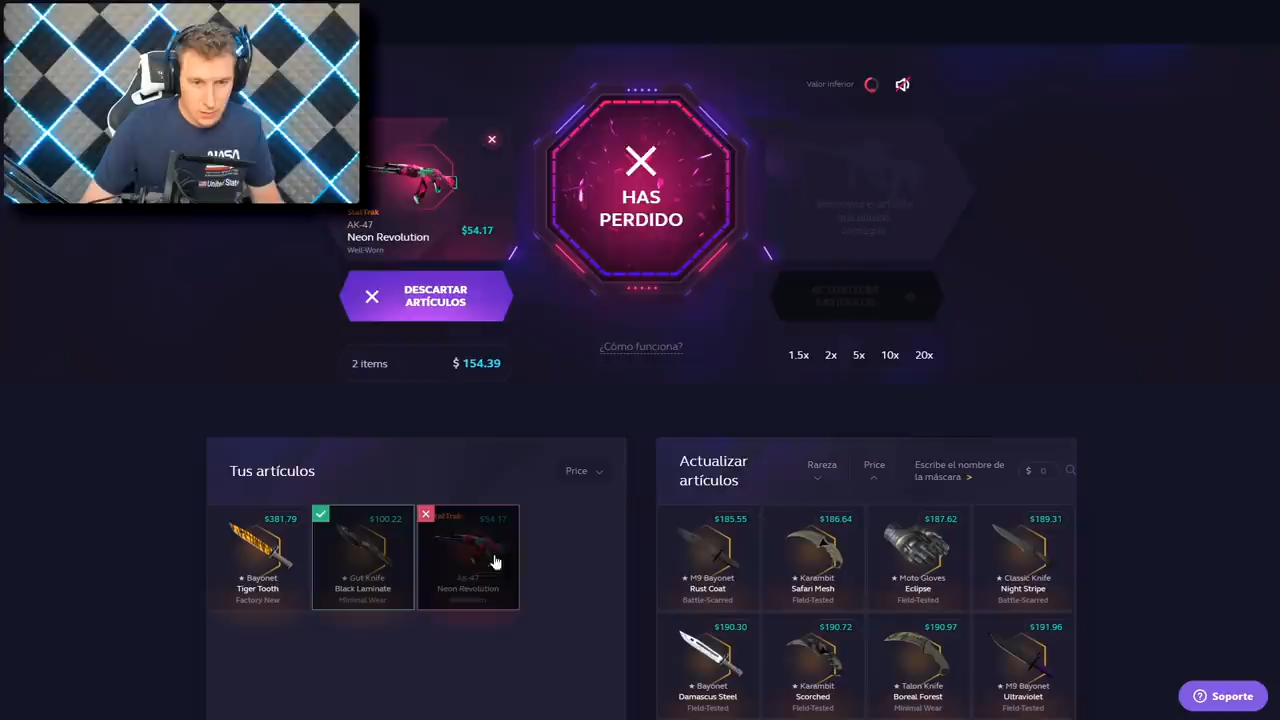 NASA
United State
Valor inferior
StatTrak
AK-47
Neon Revolution
$54.17
Well-Worn
HAS
PERDIDO
DESCARTAR
ARTÍCULOS
2 items
$ 154.39
¿Cómo funciona?
1.5x 2x 5x 10x 20x
Tus artículos
Price
$381.79
★ Bayonet
Tiger Tooth
Factory New
$100.22
★ Gut Knife
Black Laminate
Minimal Wear
StatTrak
$54.17
AK-47
Neon Revolution
Actualizar
artículos
Rareza
Price
Escribe el nombre de
la máscara >
$ 0
$185.55
★ M9 Bayonet
Rust Coat
Battle-Scarred
$186.64
★ Karambit
Safari Mesh
Field-Tested
$187.62
★ Moto Gloves
Eclipse
Field-Tested
$189.31
★ Classic Knife
Night Stripe
Battle-Scarred
$190.30
★ Bayonet
Damascus Steel
Field-Tested
$190.72
★ Karambit
Scorched
Field-Tested
$190.97
★ Talon Knife
Boreal Forest
Minimal Wear
$191.96
★ M9 Bayonet
Ultraviolet
Field-Tested
Soporte